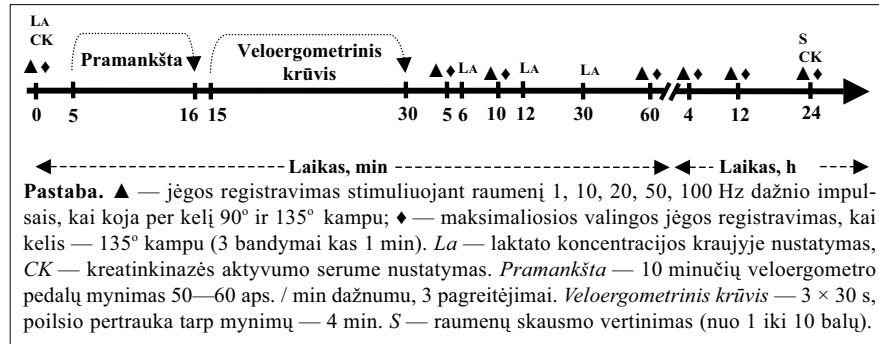 LA LA S
CK Pramankšta Veloergometrinis krūvis CK
▲ ♦ ▲ ♦ LA ▲ ♦ LA LA ▲ ♦ ▲ ♦ ▲ ♦ ▲ ♦
0 5 16 15 30 5 6 10 12 30 60 4 12 24
Laikas, min Laikas, h
Pastaba. ▲ — jėgos registravimas stimuliuojant raumenį 1, 10, 20, 50, 100 Hz dažnio impul-
sais, kai koja per kelį 90º ir 135º kampu; ♦ — maksimaliosios valingos jėgos registravimas, kai
kelis — 135º kampu (3 bandymai kas 1 min). La — laktato koncentracijos kraujyje nustatymas,
CK — kreatinkinazės aktyvumo serume nustatymas. Pramankšta — 10 minučių veloergometro
pedalų mynimas 50—60 aps. / min dažnumu, 3 pagreitėjimai. Veloergometrinis krūvis — 3 × 30 s,
poilsio pertrauka tarp mynimų — 4 min. S — raumenų skausmo vertinimas (nuo 1 iki 10 balų).